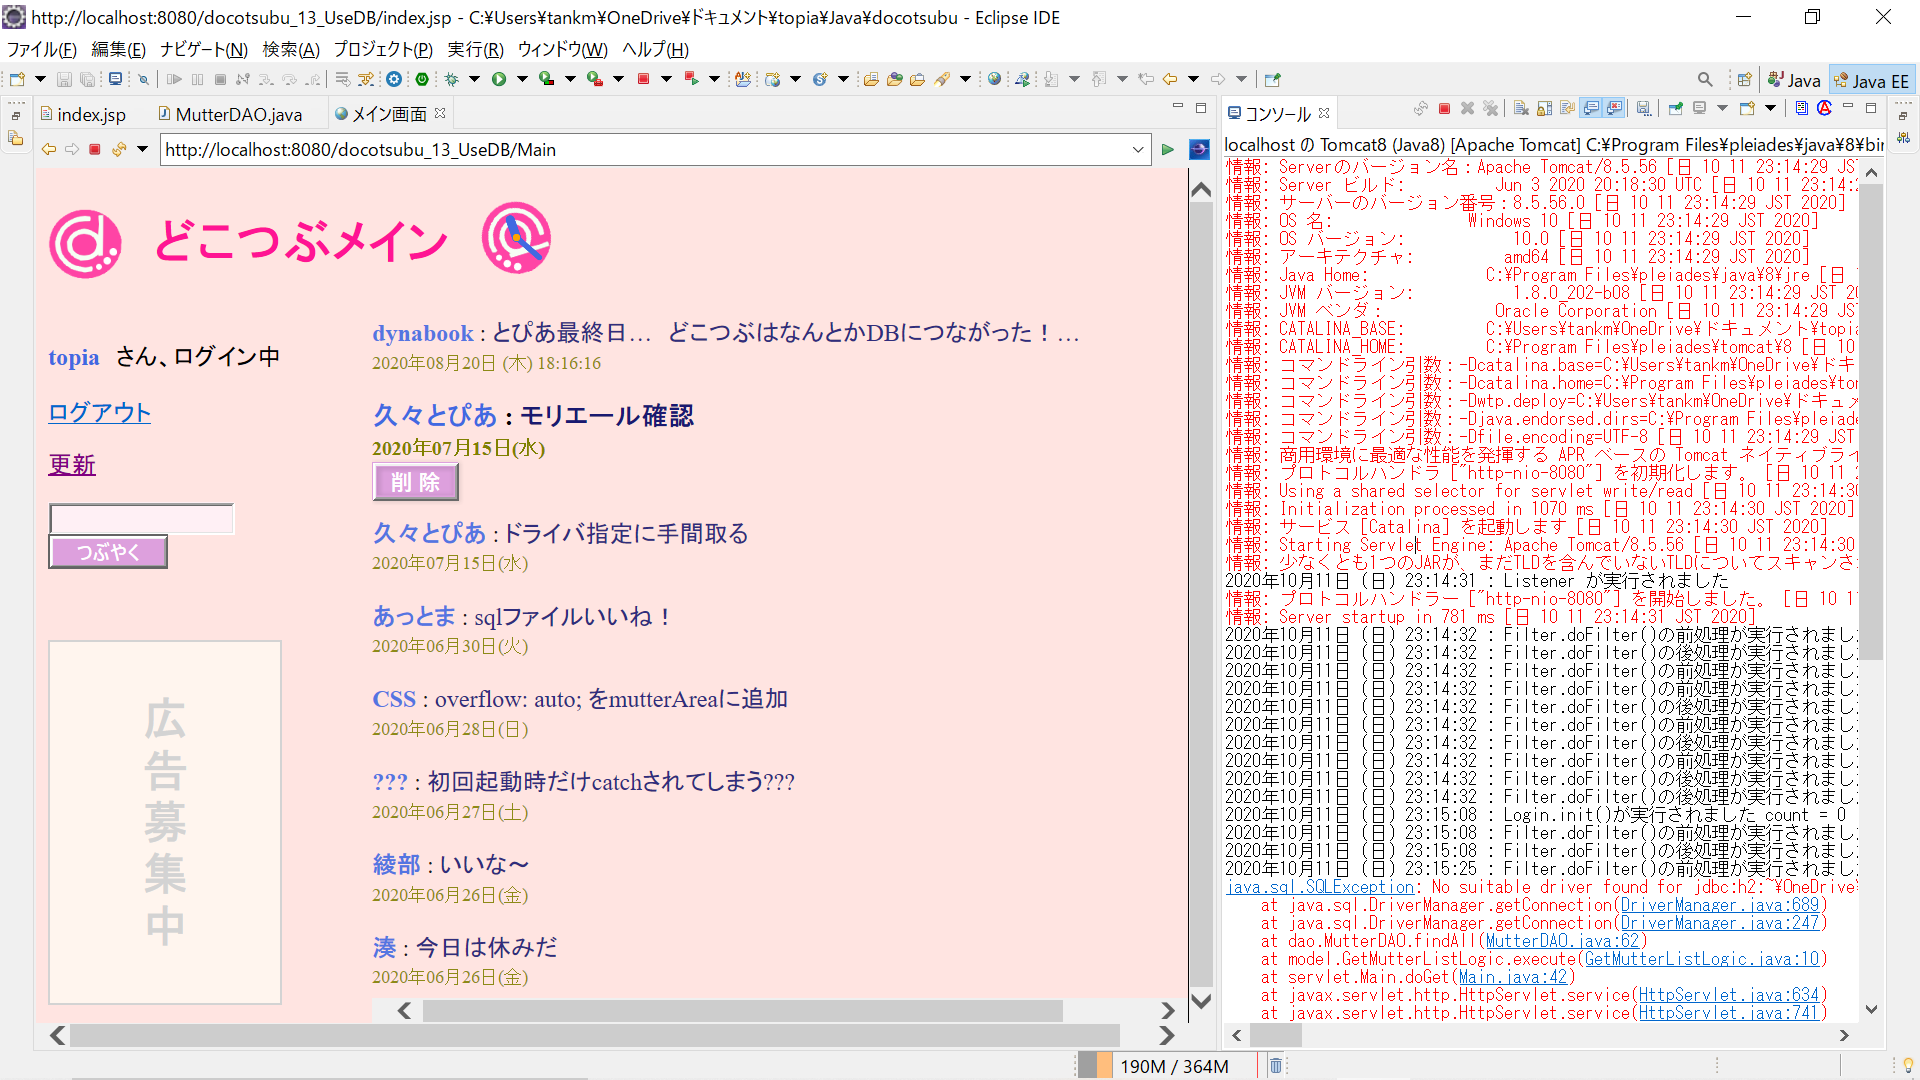 http://localhost:8080/docotsubu_13_UseDB/index.jsp - C:¥Users¥tankm¥OneDrive¥ドキュメント¥topia¥Java¥docotsubu - Eclipse IDE
ファイル(F) 編集(E) ナビゲート(N) 検索(A) プロジェクト(P) 実行(R) ウィンドウ(W) ヘルプ(H)
Java
Java EE
index.jsp
MutterDAO.java
メイン画面
http://localhost:8080/docotsubu_13_UseDB/Main
どこつぶメイン
topia さん、ログイン中
ログアウト
更新
つぶやく
広告募集中
dynabook : とぴあ最終日… どこつぶはなんとかDBにつながった！…
2020年08月20日 (木) 18:16:16
久々とぴあ : モリエール確認
2020年07月15日(水)
削 除
久々とぴあ : ドライバ指定に手間取る
2020年07月15日(水)
あっとま : sqlファイルいいね！
2020年06月30日(火)
CSS : overflow: auto; をmutterAreaに追加
2020年06月28日(日)
??? : 初回起動時だけcatchされてしまう???
2020年06月27日(土)
綾部 : いいな～
2020年06月26日(金)
湊 : 今日は休みだ
2020年06月26日(金)
コンソール
localhost の Tomcat8 (Java8) [Apache Tomcat] C:¥Program Files¥pleiades¥java¥8¥bin
情報: Serverのバージョン名：Apache Tomcat/8.5.56 [日 10 11 23:14:29 JS
情報: Server ビルド: Jun 3 2020 20:18:30 UTC [日 10 11 23:14:
情報: サーバーのバージョン番号：8.5.56.0 [日 10 11 23:14:29 JST 2020]
情報: OS 名: Windows 10 [日 10 11 23:14:29 JST 2020]
情報: OS バージョン: 10.0 [日 10 11 23:14:29 JST 2020]
情報: アーキテクチャ: amd64 [日 10 11 23:14:29 JST 2020]
情報: Java Home: C:¥Program Files¥pleiades¥java¥8¥jre [日 1
情報: JVM バージョン: 1.8.0_202-b08 [日 10 11 23:14:29 JST 20
情報: JVM ベンダ： Oracle Corporation [日 10 11 23:14:29 JST
情報: CATALINA_BASE: C:¥Users¥tankm¥OneDrive¥ドキュメント¥topia
情報: CATALINA_HOME: C:¥Program Files¥pleiades¥tomcat¥8 [日 10
情報: コマンドライン引数：-Dcatalina.base=C:¥Users¥tankm¥OneDrive¥ドキ
情報: コマンドライン引数：-Dcatalina.home=C:¥Program Files¥pleiades¥tom
情報: コマンドライン引数：-Dwtp.deploy=C:¥Users¥tankm¥OneDrive¥ドキュメ
情報: コマンドライン引数：-Djava.endorsed.dirs=C:¥Program Files¥pleia
情報: コマンドライン引数：-Dfile.encoding=UTF-8 [日 10 11 23:14:29 JST
情報: 商用環境に最適な性能を発揮する APR ベースの Tomcat ネイティブライ
情報: プロトコルハンドラ ["http-nio-8080"] を初期化します。 [日 10 11 2
情報: Using a shared selector for servlet write/read [日 10 11 23:14:30
情報: Initialization processed in 1070 ms [日 10 11 23:14:30 JST 2020]
情報: サービス [Catalina] を起動します [日 10 11 23:14:30 JST 2020]
情報: Starting Servlet Engine: Apache Tomcat/8.5.56 [日 10 11 23:14:30
情報: 少なくとも1つのJARが、まだTLDを含んでいないTLDについてスキャンさ
2020年10月11日 (日) 23:14:31 : Listener が実行されました
情報: プロトコルハンドラー ["http-nio-8080"] を開始しました。 [日 10 1
情報: Server startup in 781 ms [日 10 11 23:14:31 JST 2020]
2020年10月11日 (日) 23:14:32 : Filter.doFilter()の前処理が実行されまし
2020年10月11日 (日) 23:14:32 : Filter.doFilter()の後処理が実行されまし
2020年10月11日 (日) 23:14:32 : Filter.doFilter()の前処理が実行されまし
2020年10月11日 (日) 23:14:32 : Filter.doFilter()の前処理が実行されまし
2020年10月11日 (日) 23:14:32 : Filter.doFilter()の後処理が実行されまし
2020年10月11日 (日) 23:14:32 : Filter.doFilter()の前処理が実行されまし
2020年10月11日 (日) 23:14:32 : Filter.doFilter()の後処理が実行されまし
2020年10月11日 (日) 23:14:32 : Filter.doFilter()の前処理が実行されまし
2020年10月11日 (日) 23:14:32 : Filter.doFilter()の後処理が実行されまし
2020年10月11日 (日) 23:14:32 : Filter.doFilter()の後処理が実行されまし
2020年10月11日 (日) 23:15:08 : Login.init()が実行されました count = 0
2020年10月11日 (日) 23:15:08 : Filter.doFilter()の前処理が実行されまし
2020年10月11日 (日) 23:15:08 : Filter.doFilter()の後処理が実行されまし
2020年10月11日 (日) 23:15:25 : Filter.doFilter()の前処理が実行されまし
java.sql.SQLException: No suitable driver found for jdbc:h2:~¥OneDrive¥
at java.sql.DriverManager.getConnection(DriverManager.java:689)
at java.sql.DriverManager.getConnection(DriverManager.java:247)
at dao.MutterDAO.findAll(MutterDAO.java:62)
at model.GetMutterListLogic.execute(GetMutterListLogic.java:10)
at servlet.Main.doGet(Main.java:42)
at javax.servlet.http.HttpServlet.service(HttpServlet.java:634)
at javax.servlet.http.HttpServlet.service(HttpServlet.java:741)
190M / 364M